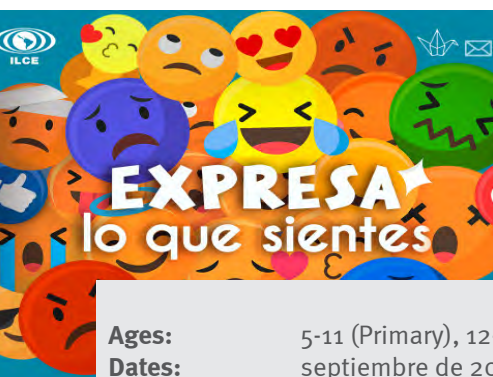 ILCE
EXPRESA
lo que sientes
Ages: 5-11 (Primary), 12-
Dates: septiembre de 20